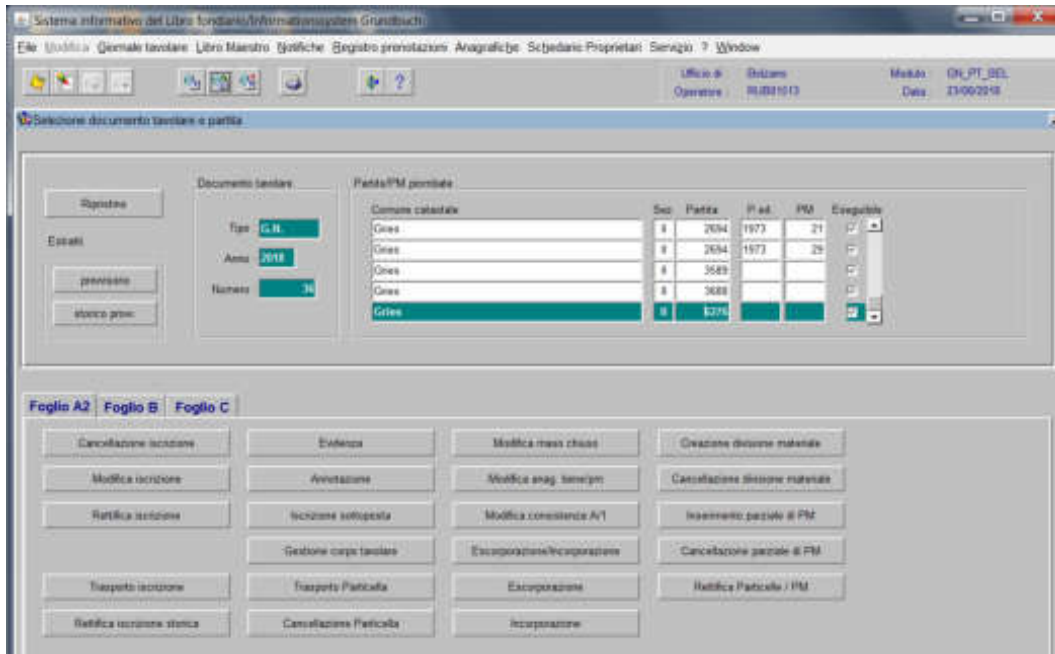 Sistema informativo del Libro fondiario/Informationssystem Grundbuch
File Modifica Giornale tavolare Libro Maestro Notifiche Registro prenotazioni Anagrafiche Schedario Proprietari Servizio ? Window
Ufficio di Bolzano Modulo GN_PT_SEL
Operatore Data 23/06/2018
Selezione documento tavolare e partita
Documento tavolare Partita/PM piombate
Ripristina
Comune catastale Sez Partita P.ed. PM Eseguibile
Tipo G.N. Gries II 2694 1973 21
Estratti Gries II 2694 1973 29
Anno 2018 Gries II 3589
provvisorio Numero 36 Gries II 3688
storico provv. Gries II
Foglio A2 Foglio B Foglio C
Cancellazione iscrizione Evidenza Modifica maso chiuso Creazione divisione materiale
Modifica iscrizione Annotazione Modifica anag. bene/pm Cancellazione divisione materiale
Rettifica iscrizione Iscrizione sottoposta Modifica consistenza A/1 Inserimento parziale di PM
Gestione corpo tavolare Escorporazione/Incorporazione Cancellazione parziale di PM
Trasporto iscrizione Trasporto Particella Escorporazione Rettifica Particelle / PM
Rettifica iscrizione storica Cancellazione Particella Incorporazione